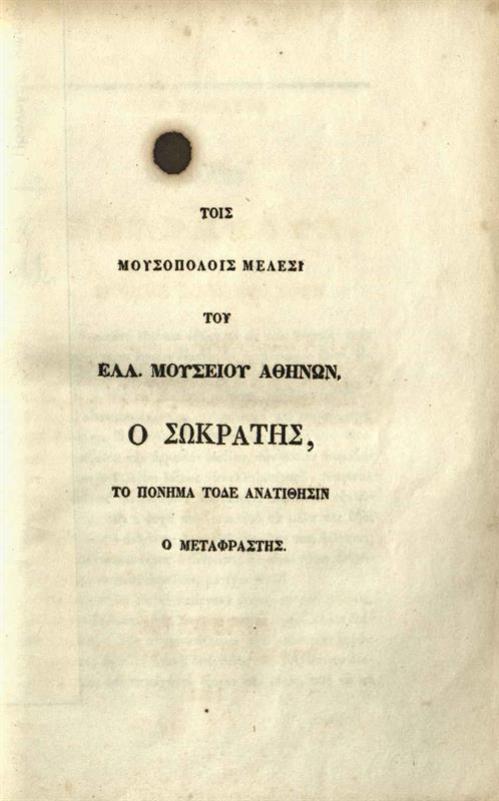 ΤΟΙΣ
ΜΟΥΣΟΠΟΛΟΙΣ ΜΕΛΕΣΙ
ΤΟΥ
ΕΛΛ. ΜΟΥΣΕΙΟΥ ΑΘΗΝΩΝ,
Ο ΣΩΚΡΑΤΗΣ,
ΤΟ ΠΟΝΗΜΑ ΤΟΔΕ ΑΝΑΤΙΘΗΣΙΝ
Ο ΜΕΤΑΦΡΑΣΤΗΣ.